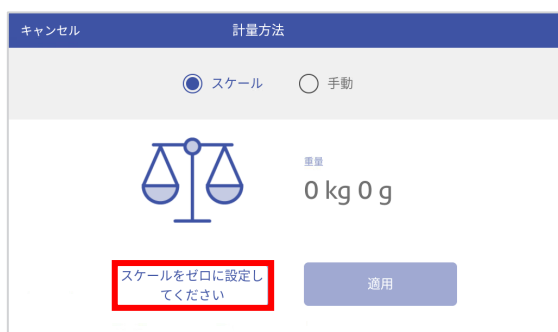 キャンセル
計量方法
スケール
手動
重量
0 kg 0 g
スケールをゼロに設定し
てください
適用